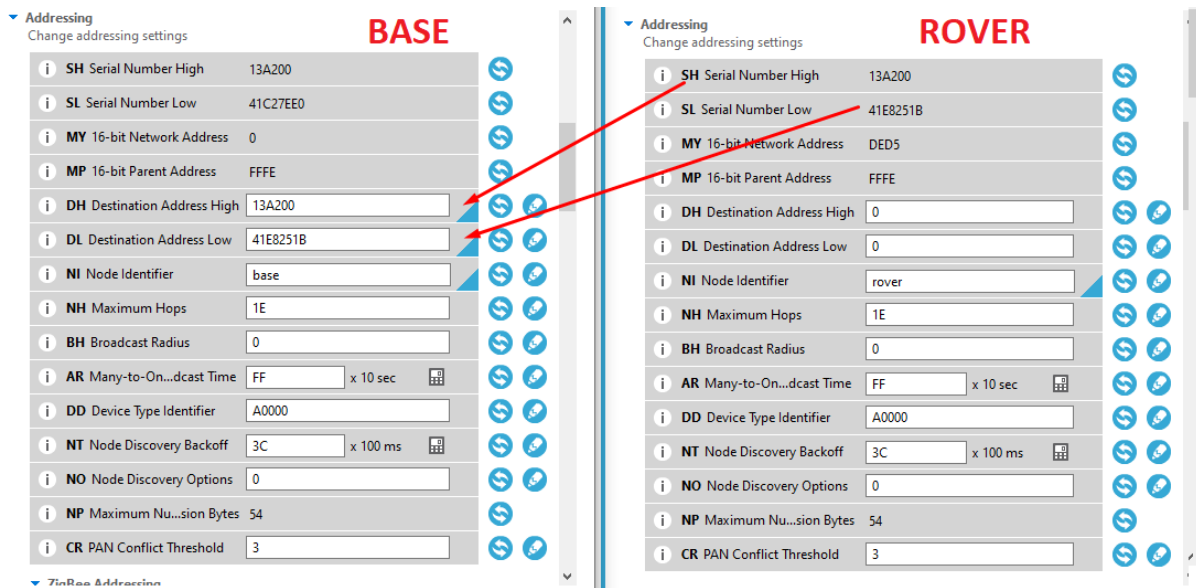 Addressing
Change addressing settings
BASE
SH Serial Number High 13A200
SL Serial Number Low 41C27EE0
MY 16-bit Network Address 0
MP 16-bit Parent Address FFFE
DH Destination Address High 13A200
DL Destination Address Low 41E8251B
NI Node Identifier base
NH Maximum Hops 1E
BH Broadcast Radius 0
AR Many-to-On...dcast Time FF x 10 sec
DD Device Type Identifier A0000
NT Node Discovery Backoff 3C x 100 ms
NO Node Discovery Options 0
NP Maximum Nu...sion Bytes 54
CR PAN Conflict Threshold 3
ZigBee Addressing
Addressing
Change addressing settings
ROVER
SH Serial Number High 13A200
SL Serial Number Low 41E8251B
MY 16-bit Network Address DED5
MP 16-bit Parent Address FFFE
DH Destination Address High 0
DL Destination Address Low 0
NI Node Identifier rover
NH Maximum Hops 1E
BH Broadcast Radius 0
AR Many-to-On...dcast Time FF x 10 sec
DD Device Type Identifier A0000
NT Node Discovery Backoff 3C x 100 ms
NO Node Discovery Options 0
NP Maximum Nu...sion Bytes 54
CR PAN Conflict Threshold 3